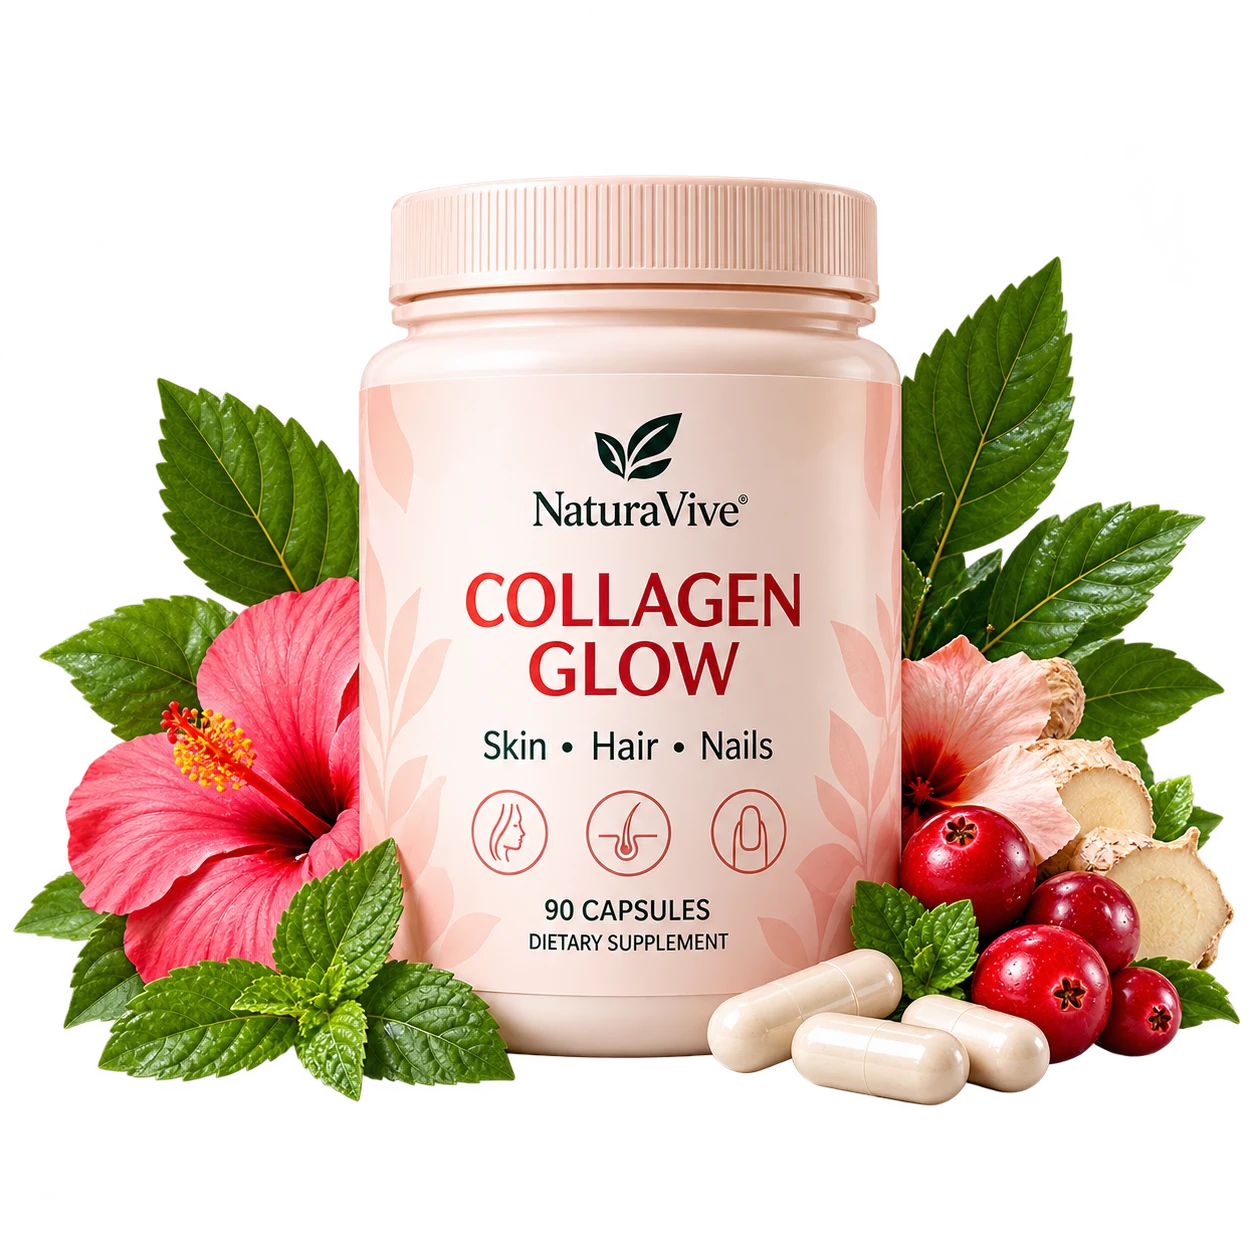 NaturaVive®
COLLAGEN
GLOW
Skin • Hair • Nails
90 CAPSULES
DIETARY SUPPLEMENT